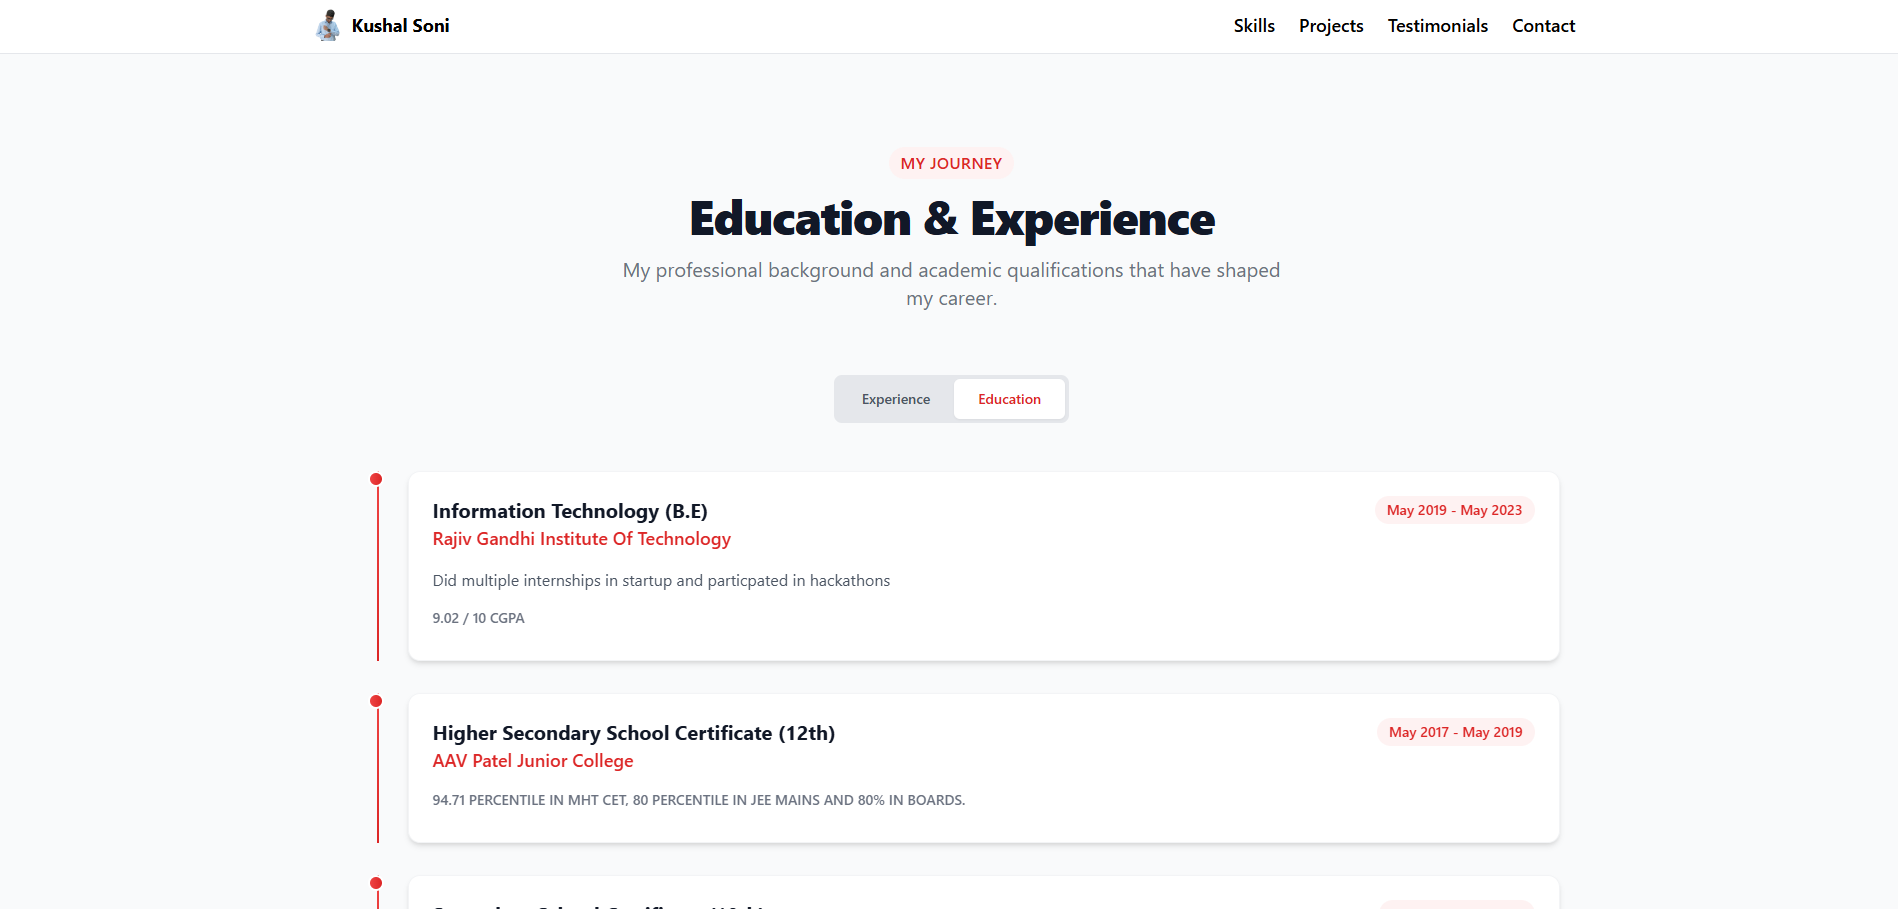 Kushal Soni
Skills Projects Testimonials Contact
MY JOURNEY
Education & Experience
My professional background and academic qualifications that have shaped
my career.
Experience Education
Information Technology (B.E)
May 2019 - May 2023
Rajiv Gandhi Institute Of Technology
Did multiple internships in startup and particpated in hackathons
9.02 / 10 CGPA
Higher Secondary School Certificate (12th)
May 2017 - May 2019
AAV Patel Junior College
94.71 PERCENTILE IN MHT CET, 80 PERCENTILE IN JEE MAINS AND 80% IN BOARDS.